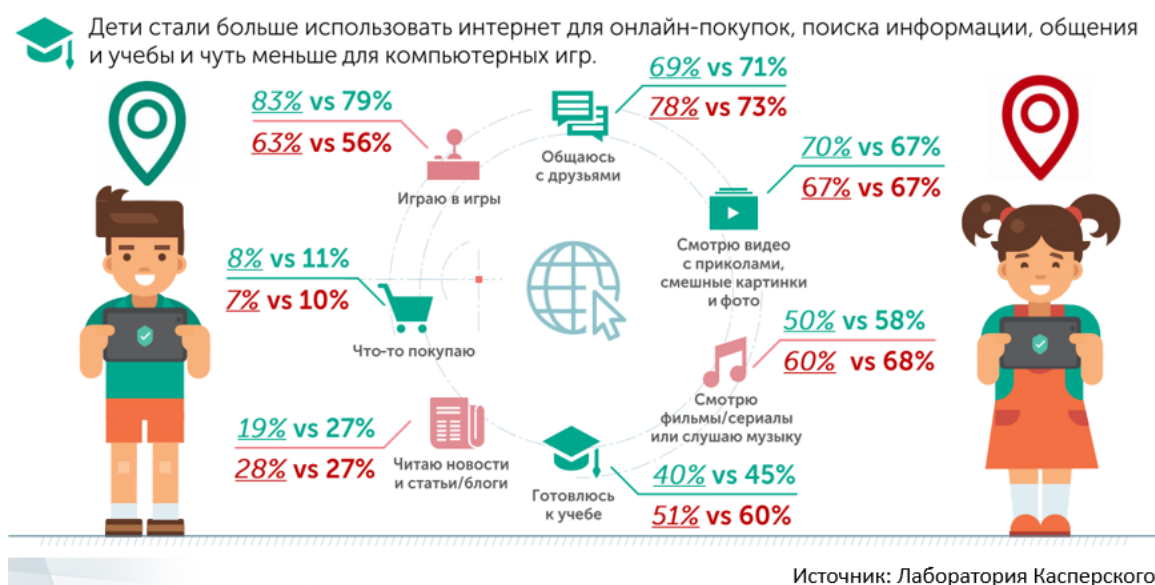 Дети стали больше использовать интернет для онлайн-покупок, поиска информации, общения
и учебы и чуть меньше для компьютерных игр.
83% vs 79%
63% vs 56%
Играю в игры
69% vs 71%
78% vs 73%
Общаюсь
с друзьями
70% vs 67%
67% vs 67%
Смотрю видео
с приколами,
смешные картинки
и фото
8% vs 11%
7% vs 10%
Что-то покупаю
50% vs 58%
60% vs 68%
Смотрю
фильмы/сериалы
или слушаю музыку
19% vs 27%
28% vs 27%
Читаю новости
и статьи/блоги
40% vs 45%
51% vs 60%
Готовлюсь
к учебе
Источник: Лаборатория Касперского